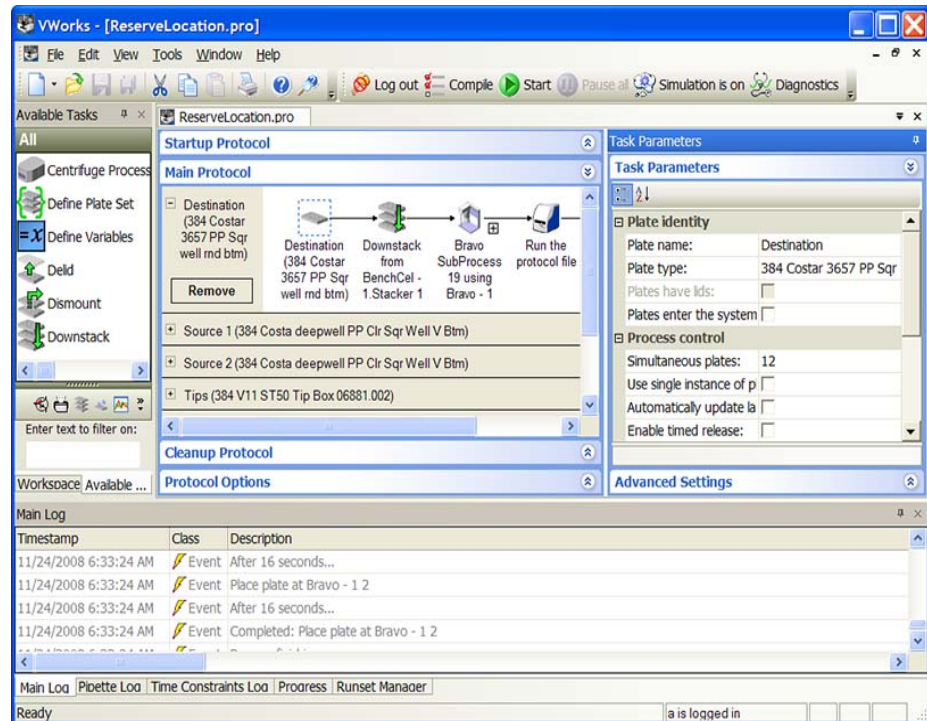 VWorks - [ReserveLocation.pro]
File Edit View Tools Window Help
Log out Compile Start Pause all Simulation is on Diagnostics
Available Tasks
All
Centrifuge Process
Define Plate Set
=X Define Variables
Delid
Dismount
Downstack
Enter text to filter on:
Workspace Available ...
ReserveLocation.pro
Startup Protocol
Main Protocol
Destination
(384 Costar
3657 PP Sqr
well rnd btm)
Remove
Destination
(384 Costar
3657 PP Sqr
well rnd btm)
Downstack
from
BenchCel -
1.Stacker 1
Bravo
SubProcess
19 using
Bravo - 1
Run the
protocol file
Source 1 (384 Costa deepwell PP Clr Sqr Well V Btm)
Source 2 (384 Costa deepwell PP Clr Sqr Well V Btm)
Tips (384 V11 ST50 Tip Box 06881.002)
Cleanup Protocol
Protocol Options
Task Parameters
Task Parameters
Plate identity
Plate name: Destination
Plate type: 384 Costar 3657 PP Sqr
Plates have lids:
Plates enter the system
Process control
Simultaneous plates: 12
Use single instance of p
Automatically update la
Enable timed release:
Advanced Settings
Main Log
Timestamp Class Description
11/24/2008 6:33:24 AM Event After 16 seconds...
11/24/2008 6:33:24 AM Event Place plate at Bravo - 1 2
11/24/2008 6:33:24 AM Event After 16 seconds...
11/24/2008 6:33:24 AM Event Completed: Place plate at Bravo - 1 2
Main Log Pipette Log Time Constraints Log Progress Runset Manager
Ready a is logged in